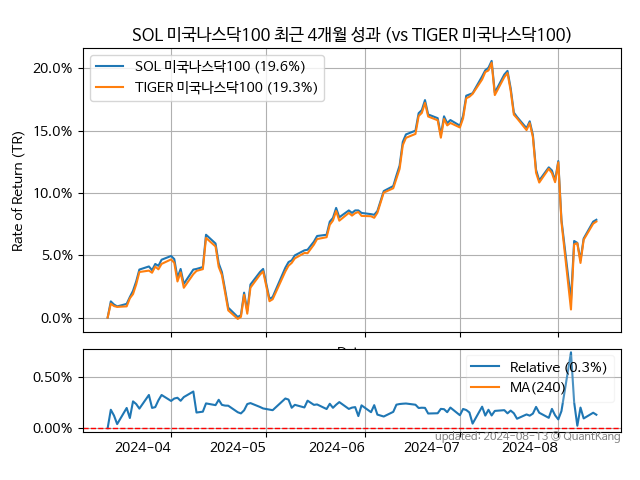 SOL 미국나스닥100 최근 4개월 성과 (vs TIGER 미국나스닥100)
SOL 미국나스닥100 (19.6%)
TIGER 미국나스닥100 (19.3%)
Rate of Return (TR)
20.0%
15.0%
10.0%
5.0%
0.0%
Relative (0.3%)
MA(240)
0.50%
0.00%
2024-04
2024-05
2024-06
2024-07
2024-08
updated: 2024-08-13 © QuantKang